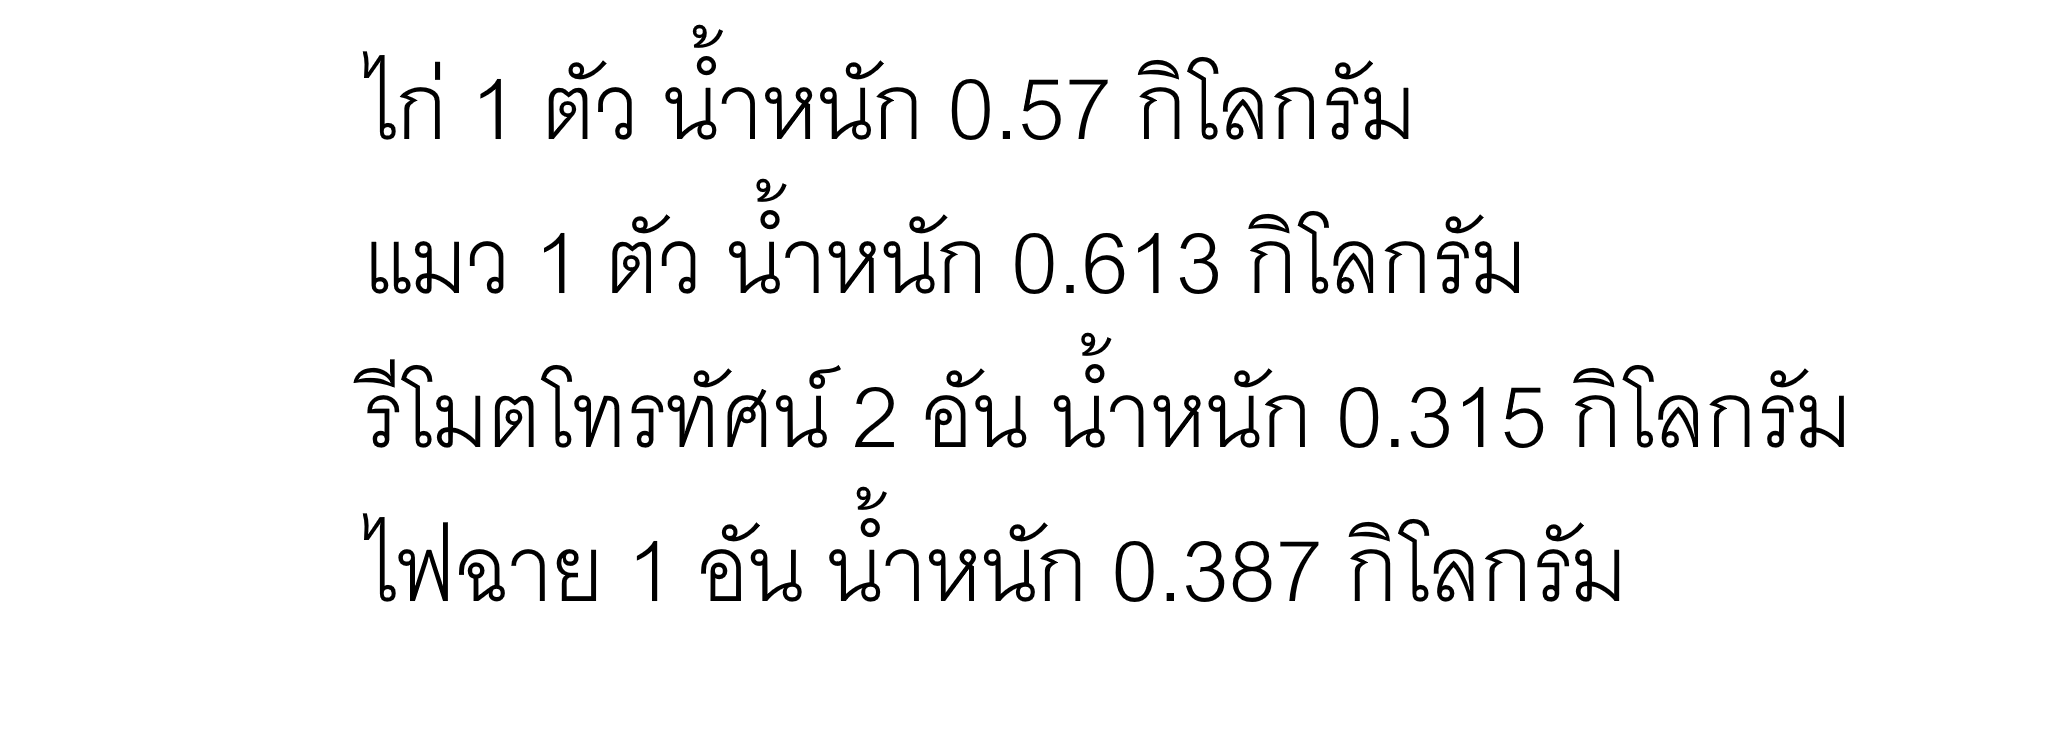 ไก่ 1 ตัว น้ำหนัก 0.57 กิโลกรัม
แมว 1 ตัว น้ำหนัก 0.613 กิโลกรัม
รีโมตโทรทัศน์ 2 อัน น้ำหนัก 0.315 กิโลกรัม
ไฟฉาย 1 อัน น้ำหนัก 0.387 กิโลกรัม